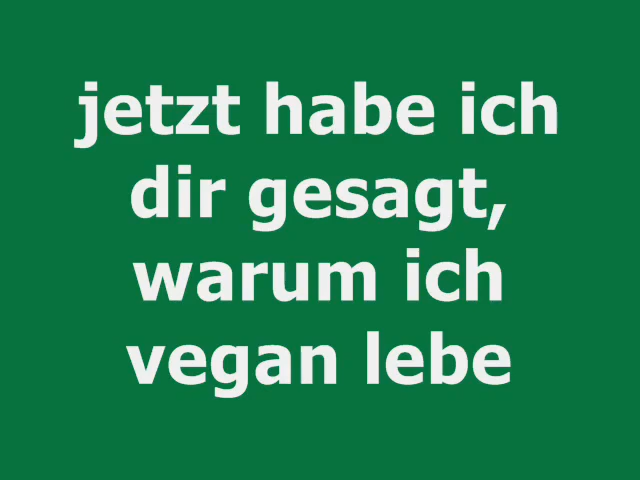 jetzt habe ich
dir gesagt,
warum ich
vegan lebe